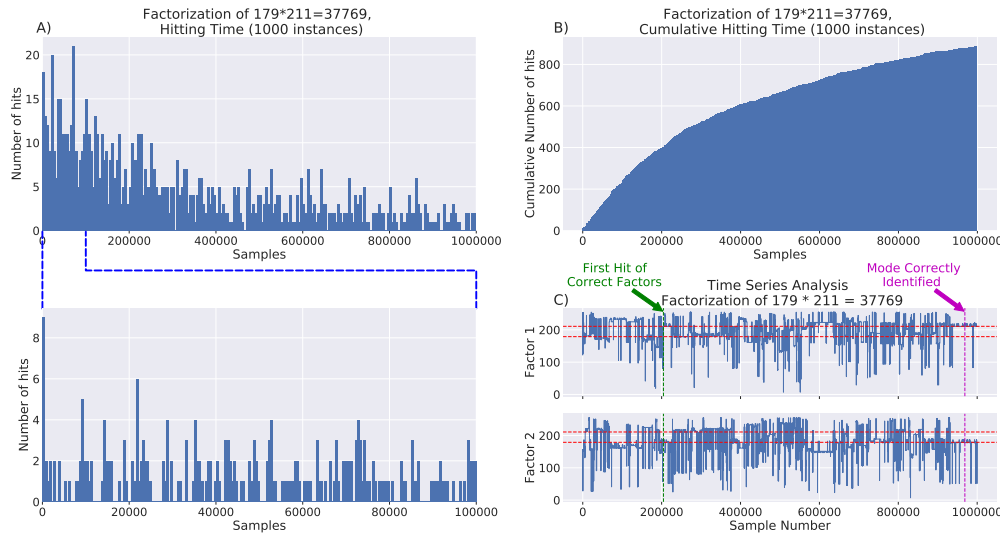 Factorization of 179*211=37769,
A)
Hitting Time (1000 instances)
Number of hits
20
15
10
5
0
0
200000
400000
600000
800000
1000000
Samples
Factorization of 179*211=37769,
B)
Cumulative Hitting Time (1000 instances)
Cumulative Number of hits
800
600
400
200
0
0
200000
400000
600000
800000
1000000
Samples
Number of hits
8
6
4
2
0
0
20000
40000
60000
80000
100000
Samples
First Hit of
Correct Factors
Mode Correctly
Identified
Time Series Analysis
C)
Factorization of 179 * 211 = 37769
Factor 1
200
100
0
Factor 2
200
100
0
0
200000
400000
600000
800000
1000000
Sample Number